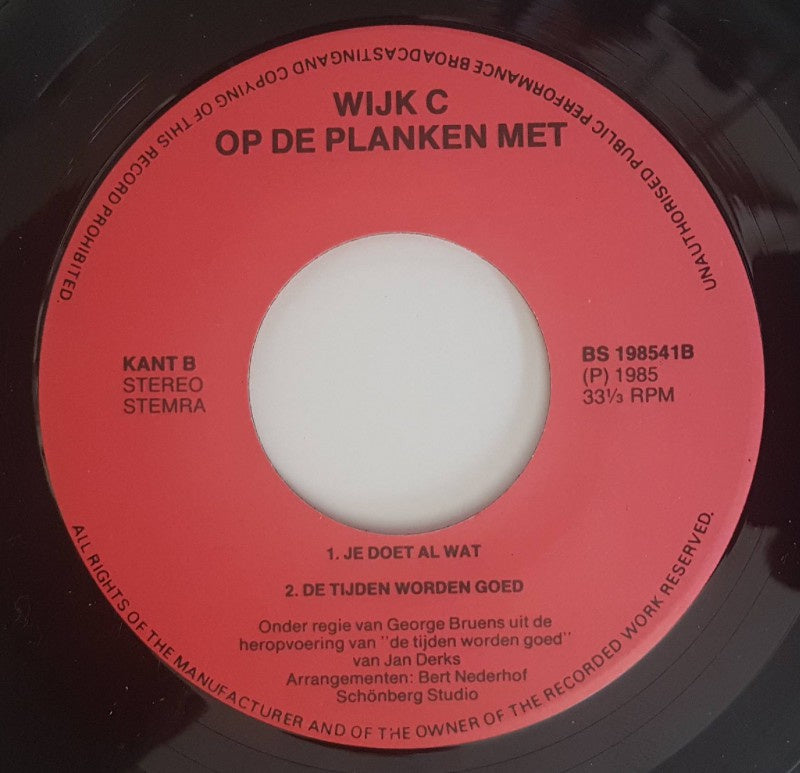 WIJK C
OP DE PLANKEN MET
KANT B
STEREO
STEMRA
BS 198541B
(P) 1985
33⅓ RPM
1. JE DOET AL WAT
2. DE TIJDEN WORDEN GOED
Onder regie van George Bruens uit de
heropvoering van "de tijden worden goed"
van Jan Derks
Arrangementen: Bert Nederhof
Schönberg Studio
ALL RIGHTS OF THE MANUFACTURER AND OF THE OWNER OF THE RECORDED WORK RESERVED.
UNAUTHORISED PUBLIC PERFORMANCE BROADCASTING AND COPYING OF THIS RECORD PROHIBITED.